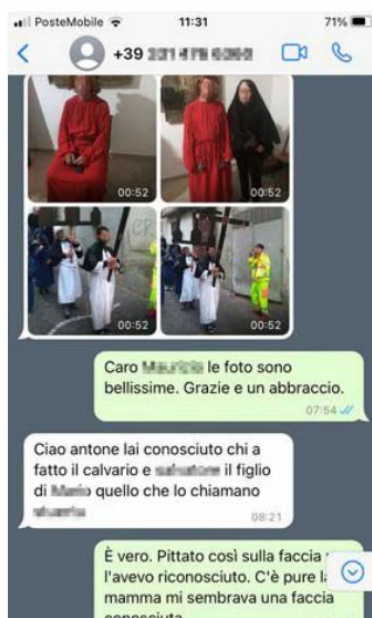 PosteMobile 11:31 71%
+39
00:52 00:52
00:52 00:52
Caro le foto sono
bellissime. Grazie e un abbraccio.
07:54
Ciao antone lai conosciuto chi a
fatto il calvario e il figlio
di quello che lo chiamano
08:21
È vero. Pittato così sulla faccia
l'avevo riconosciuto. C'è pure la
mamma mi sembrava una faccia
conosciuta